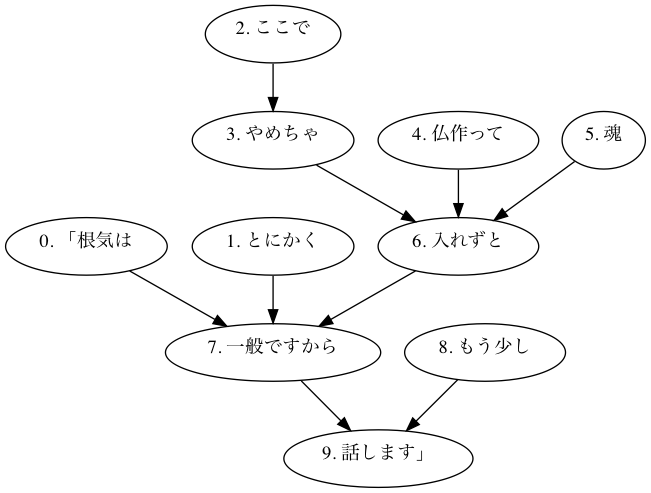 2. ここで
3. やめちゃ
4. 仏作って
5. 魂
0. 「根気は
1. とにかく
6. 入れずと
7. 一般ですから
8. もう少し
9. 話します」